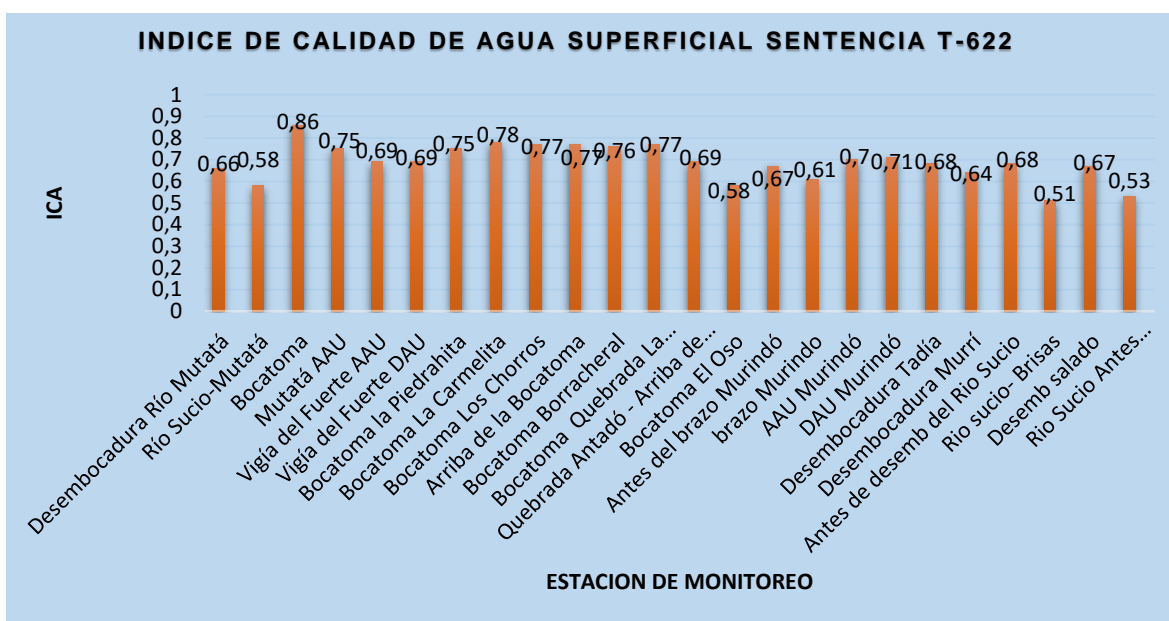 INDICE DE CALIDAD DE AGUA SUPERFICIAL SENTENCIA T-622
1
0,9
0,8
0,7
0,6
0,5
0,4
0,3
0,2
0,1
0
ICA
0,66
0,58
0,86
0,75
0,69
0,69
0,75
0,78
0,77
0,77
0,76
0,77
0,69
0,58
0,67
0,61
0,7
0,71
0,68
0,64
0,68
0,51
0,67
0,53
Desembocadura Río Mutatá
Río Sucio-Mutatá
Bocatoma
Mutatá AAU
Vigía del Fuerte AAU
Vigía del Fuerte DAU
Bocatoma la Piedrahita
Bocatoma La Carmelita
Bocatoma Los Chorros
Arriba de la Bocatoma
Bocatoma Borracheral
Bocatoma Quebrada La...
Quebrada Antadó - Arriba de...
Bocatoma El Oso
Antes del brazo Murindó
brazo Murindo
AAU Murindó
DAU Murindó
Desembocadura Tadía
Desembocadura Murrí
Antes de desemb del Río Sucio
Rio sucio- Brisas
Desemb salado
Rio Sucio Antes...
ESTACION DE MONITOREO